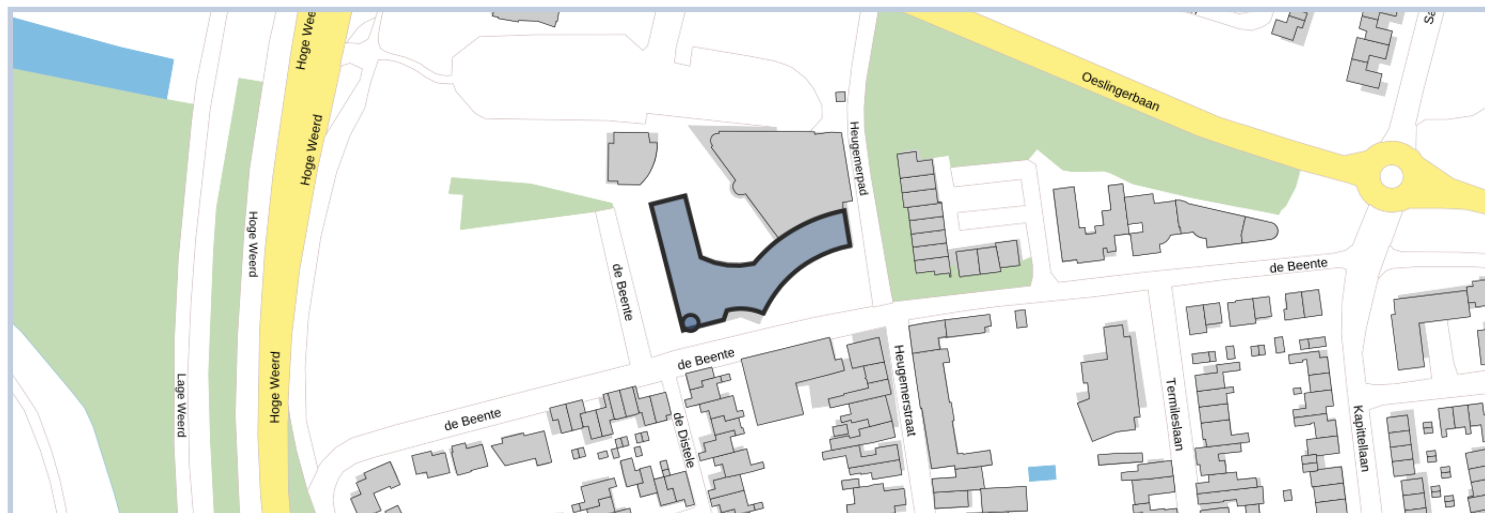 Hoge Wee
Oeslingerbaan
Hoge Weerd
Heugemerpad
Hoge Weerd
de Beente
de Beente
de Beente
Heugemerstraat
Hoge Weerd
Lage Weerd
de Beente
de Distele
Termileslaan
Kapittellaan